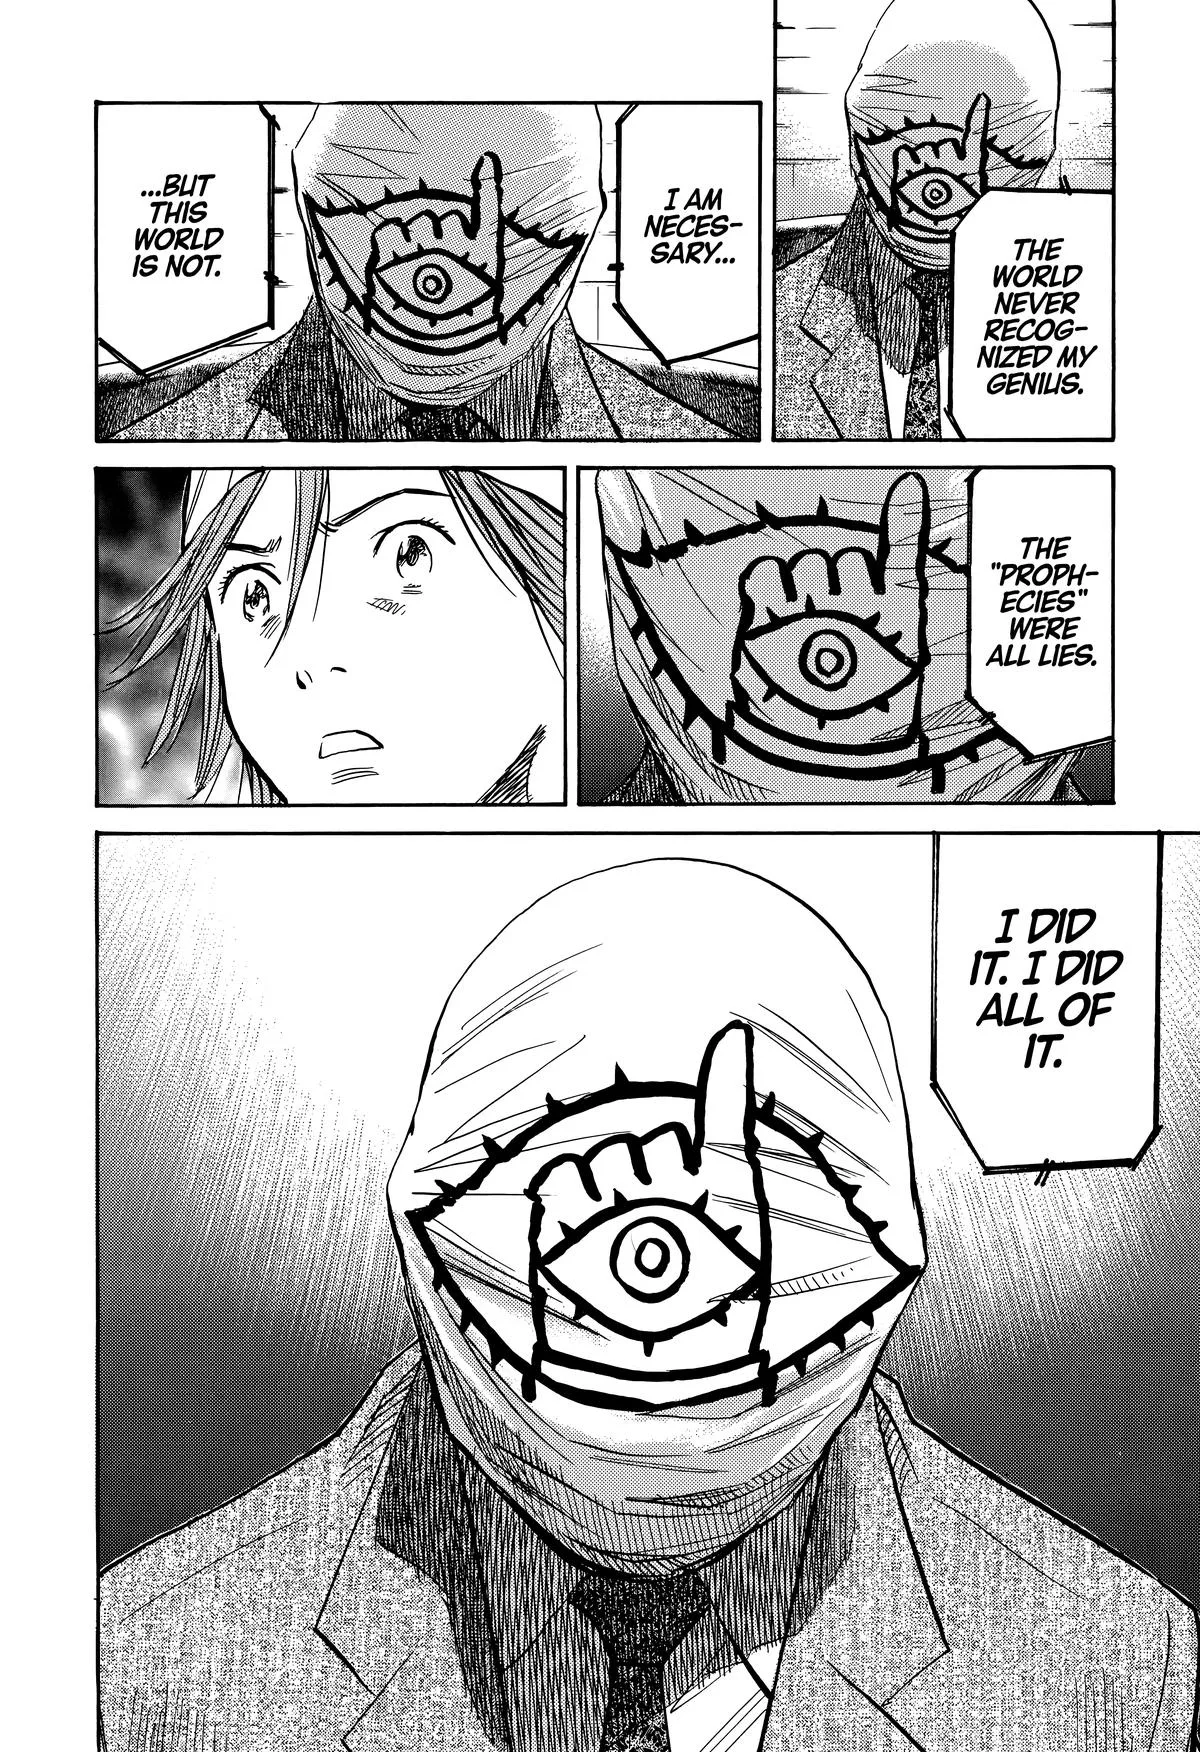 THE
WORLD
NEVER
RECOG-
NIZED MY
GENIUS.
I AM
NECES-
SARY...
...BUT
THIS
WORLD
IS NOT.
THE
"PROPH-
ECIES"
WERE
ALL LIES.
I DID
IT. I DID
ALL OF
IT.